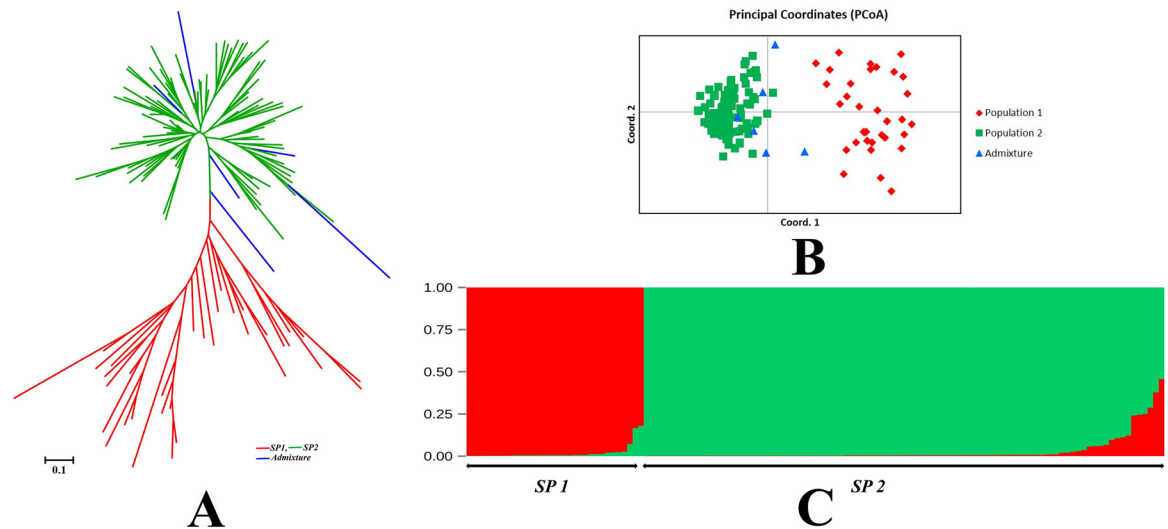 0.1
SP1, SP2
Admixture
A
Principal Coordinates (PCoA)
Coord. 2
Coord. 1
Population 1
Population 2
Admixture
B
1.00
0.75
0.50
0.25
0.00
SP 1
SP 2
C